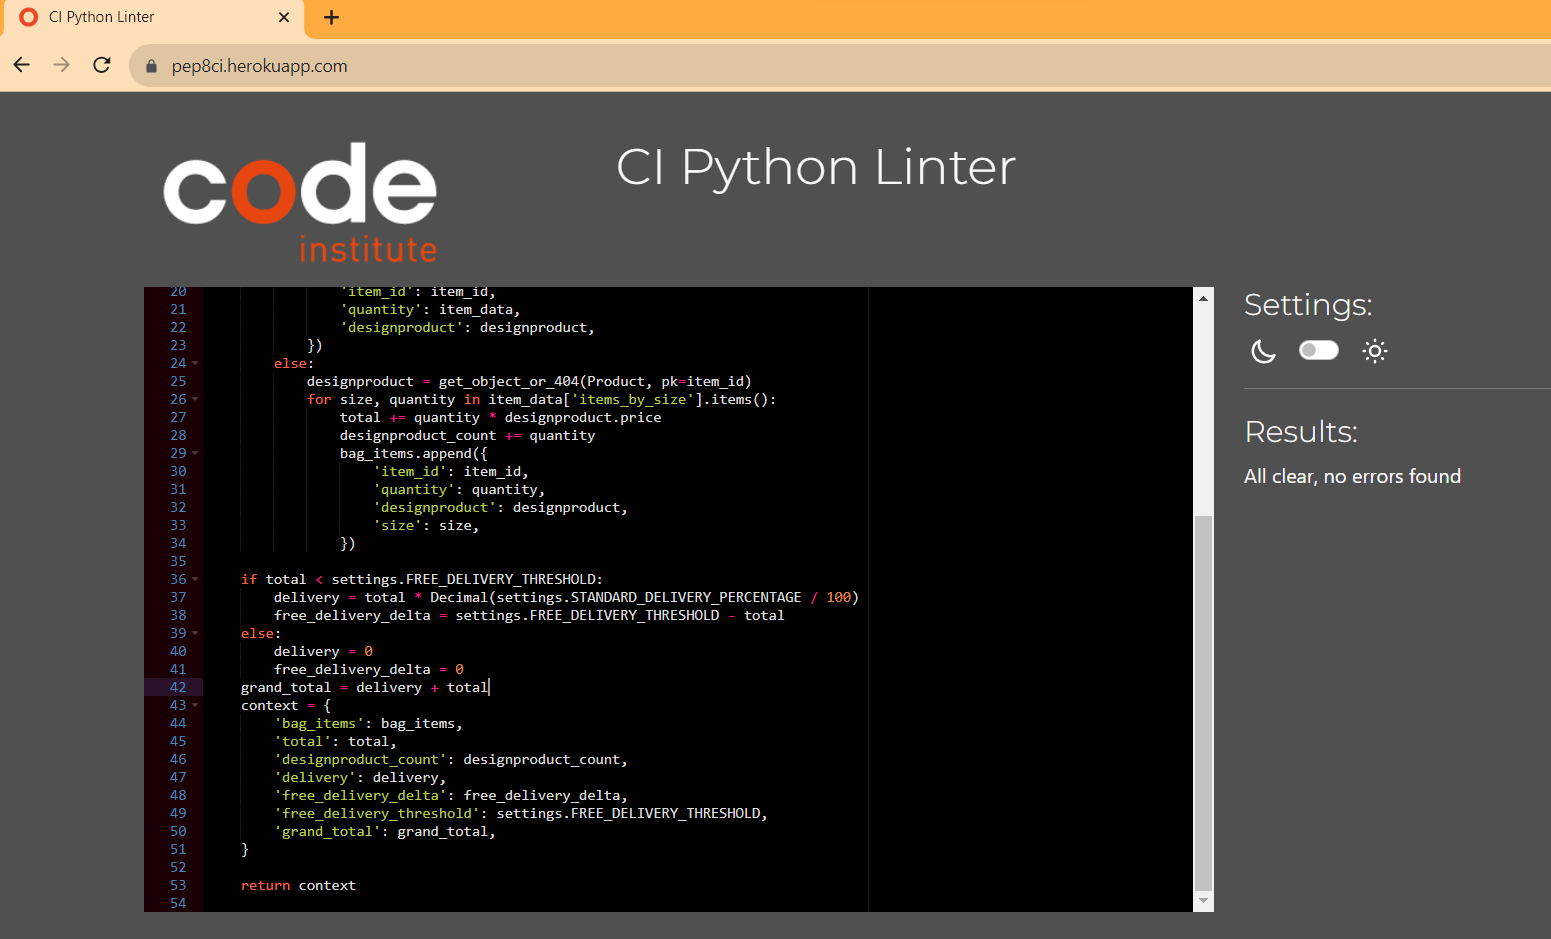 CI Python Linter
pep8ci.herokuapp.com
code
institute
CI Python Linter
20 'item_id': item_id,
21 'quantity': item_data,
22 'designproduct': designproduct,
23 })
24 else:
25 designproduct = get_object_or_404(Product, pk=item_id)
26 for size, quantity in item_data['items_by_size'].items():
27 total += quantity * designproduct.price
28 designproduct_count += quantity
29 bag_items.append({
30 'item_id': item_id,
31 'quantity': quantity,
32 'designproduct': designproduct,
33 'size': size,
34 })
35
36 if total < settings.FREE_DELIVERY_THRESHOLD:
37 delivery = total * Decimal(settings.STANDARD_DELIVERY_PERCENTAGE / 100)
38 free_delivery_delta = settings.FREE_DELIVERY_THRESHOLD - total
39 else:
40 delivery = 0
41 free_delivery_delta = 0
42 grand_total = delivery + total
43 context = {
44 'bag_items': bag_items,
45 'total': total,
46 'designproduct_count': designproduct_count,
47 'delivery': delivery,
48 'free_delivery_delta': free_delivery_delta,
49 'free_delivery_threshold': settings.FREE_DELIVERY_THRESHOLD,
50 'grand_total': grand_total,
51 }
52
53 return context
54
Settings:
Results:
All clear, no errors found